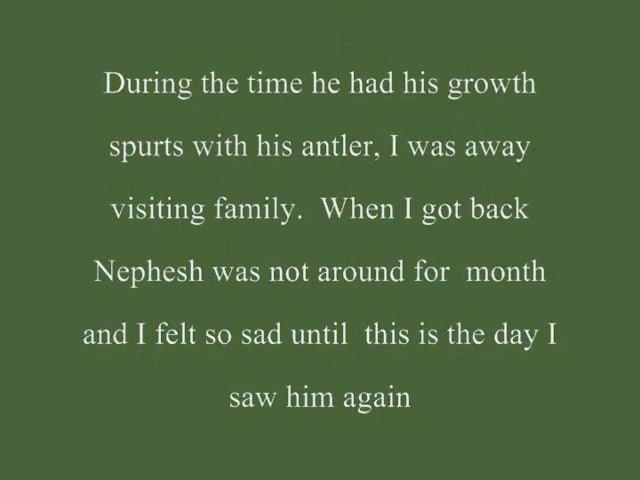 During the time he had his growth
spurts with his antler, I was away
visiting family.  When I got back
Nephesh was not around for  month
and I felt so sad until  this is the day I
saw him again